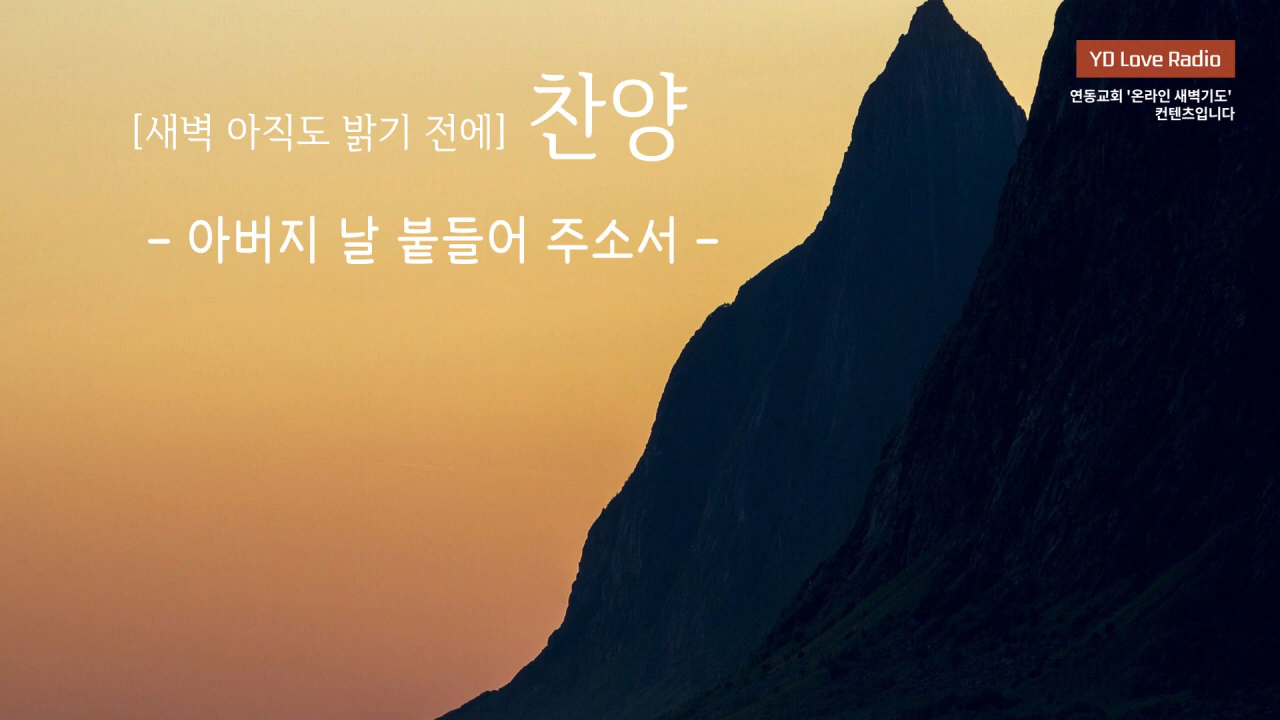 [새벽 아직도 밝기 전에] 찬양
- 아버지 날 붙들어 주소서 -
YD Love Radio
연동교회 '온라인 새벽기도'
컨텐츠입니다